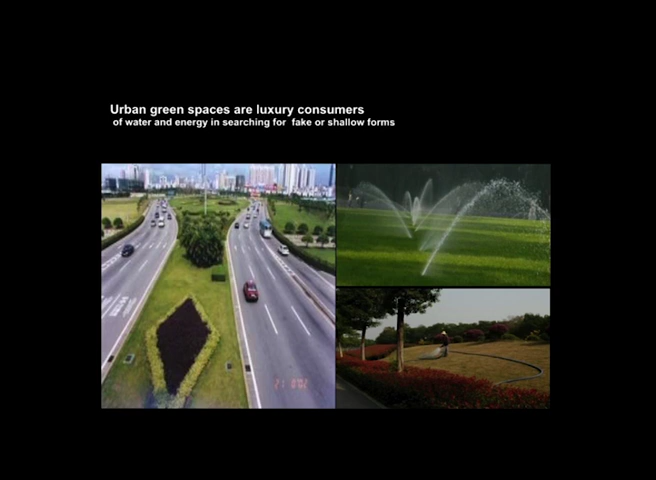 Urban green spaces are luxury consumers
of water and energy in searching for fake or shallow forms